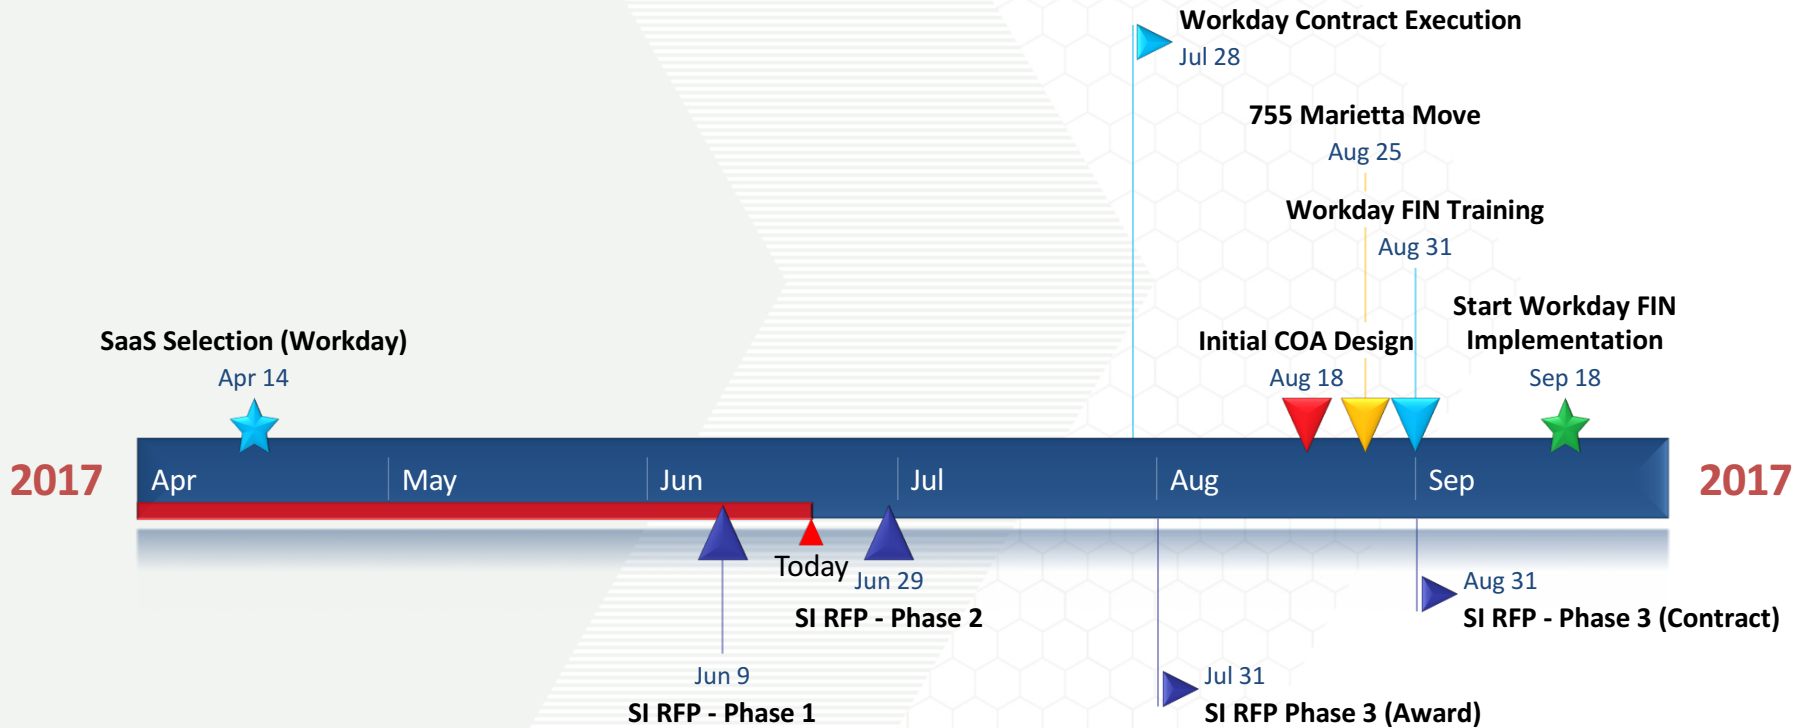 Workday Contract Execution
Jul 28
755 Marietta Move
Aug 25
Workday FIN Training
Aug 31
Start Workday FIN
Implementation
Sep 18
SaaS Selection (Workday)
Apr 14
Initial COA Design
Aug 18
2017
Apr
May
Jun
Jul
Aug
Sep
2017
Today
Jun 29
SI RFP - Phase 2
Aug 31
SI RFP - Phase 3 (Contract)
Jun 9
SI RFP - Phase 1
Jul 31
SI RFP Phase 3 (Award)